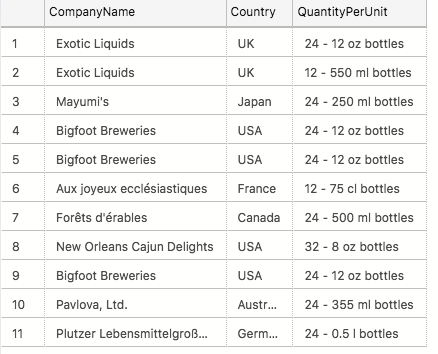 CompanyName Country QuantityPerUnit
1 Exotic Liquids UK 24 - 12 oz bottles
2 Exotic Liquids UK 12 - 550 ml bottles
3 Mayumi's Japan 24 - 250 ml bottles
4 Bigfoot Breweries USA 24 - 12 oz bottles
5 Bigfoot Breweries USA 24 - 12 oz bottles
6 Aux joyeux ecclésiastiques France 12 - 75 cl bottles
7 Forêts d'érables Canada 24 - 500 ml bottles
8 New Orleans Cajun Delights USA 32 - 8 oz bottles
9 Bigfoot Breweries USA 24 - 12 oz bottles
10 Pavlova, Ltd. Austr... 24 - 355 ml bottles
11 Plutzer Lebensmittelgroß... Germ... 24 - 0.5 l bottles